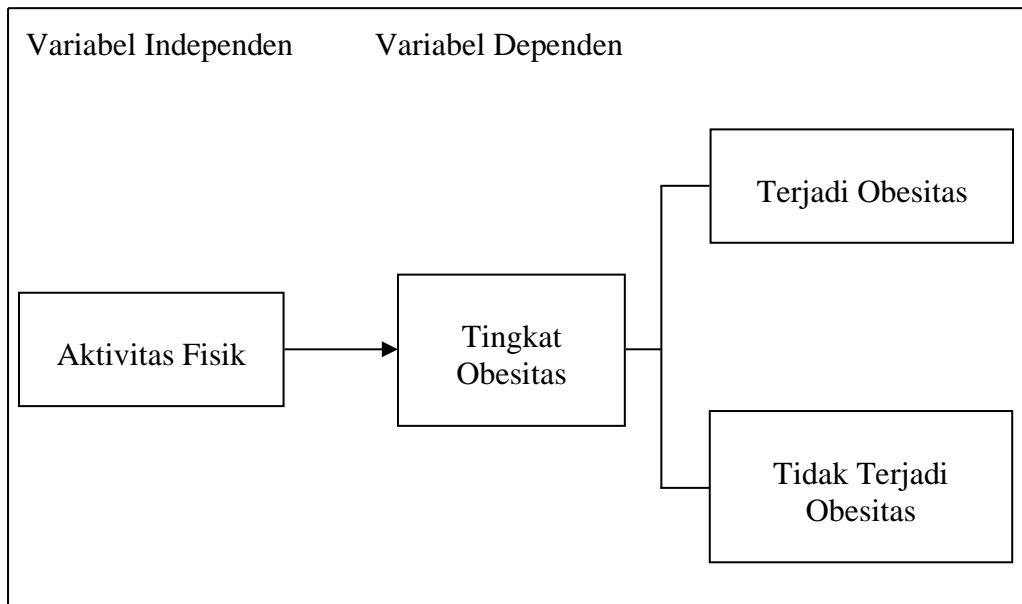 Variabel Independen
Variabel Dependen
Terjadi Obesitas
Aktivitas Fisik
Tingkat
Obesitas
Tidak Terjadi
Obesitas